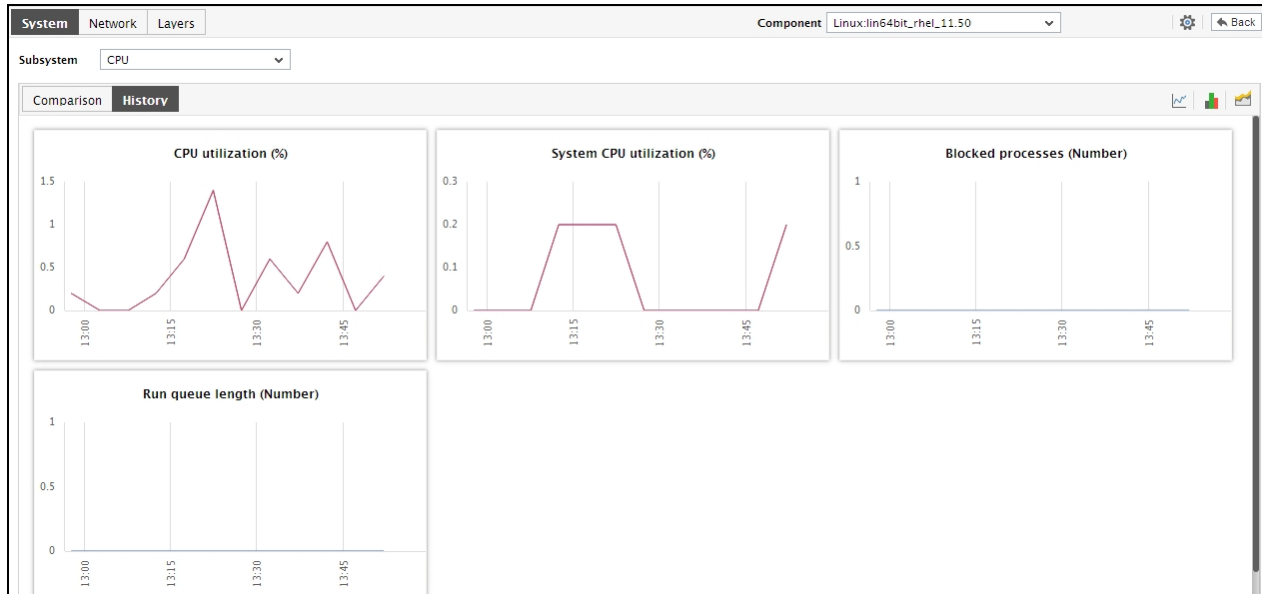 System Network Layers Component Linux:lin64bit_rhel_11.50 Back
Subsystem CPU
Comparison History
CPU utilization (%)
1.5
1
0.5
0
13:00 13:15 13:30 13:45
System CPU utilization (%)
0.3
0.2
0.1
0
13:00 13:15 13:30 13:45
Blocked processes (Number)
1
0.5
0
13:00 13:15 13:30 13:45
Run queue length (Number)
1
0.5
0
13:00 13:15 13:30 13:45